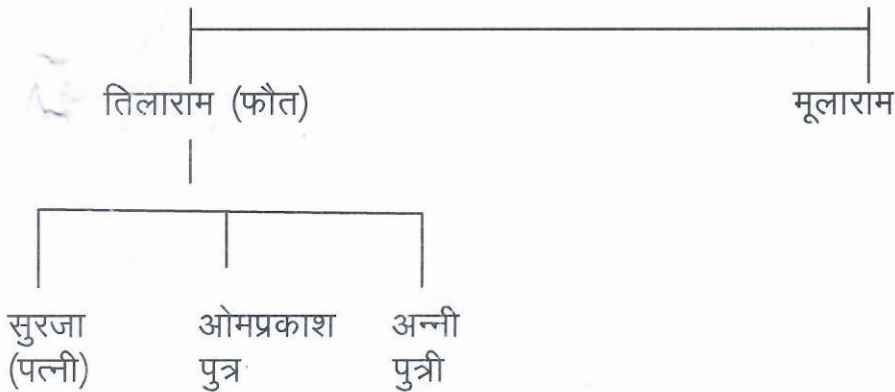 तिलाराम (फौत) मूलाराम
सुरजा ओमप्रकाश अन्नी
(पत्नी) पुत्र पुत्री